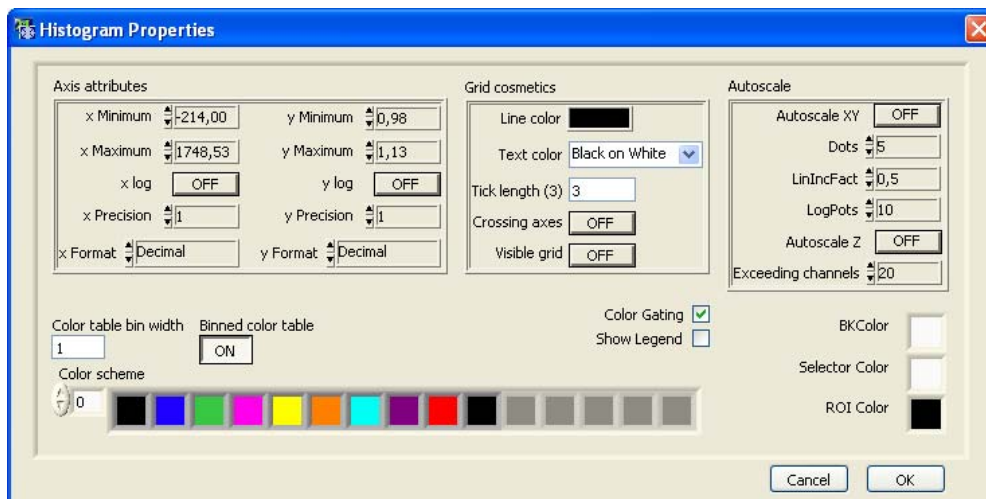 Histogram Properties
Axis attributes
x Minimum -214,00 y Minimum 0,98
x Maximum 1748,53 y Maximum 1,13
x log OFF y log OFF
x Precision 1 y Precision 1
x Format Decimal y Format Decimal
Grid cosmetics
Line color
Text color Black on White
Tick length (3) 3
Crossing axes OFF
Visible grid OFF
Autoscale
Autoscale XY OFF
Dots 5
LinIncFact 0,5
LogPots 10
Autoscale Z OFF
Exceeding channels 20
Color table bin width Binned color table
1 ON
Color scheme
0
Color Gating
Show Legend
BKColor
Selector Color
ROI Color
Cancel OK